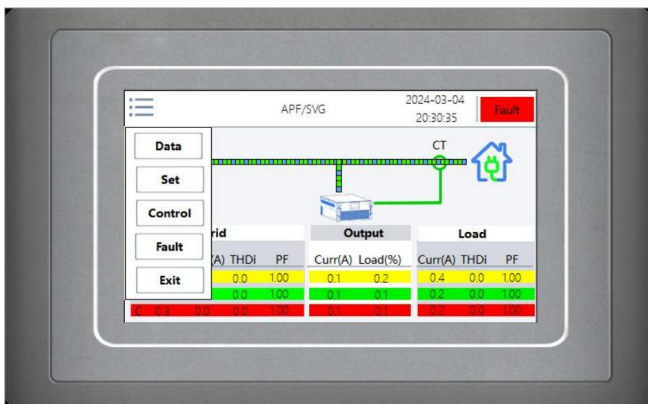 APF/SVG
2024-03-04
20:30:35
Fault
Data
Set
Control
Fault
Exit
CT
rid Output Load
(A) THDi PF Curr(A) Load(%) Curr(A) THDi PF
0.0 1.00 0.1 0.2 0.4 0.0 1.00
0.0 1.00 0.1 0.1 0.2 0.0 1.00
C 0.3 0.0 0.0 1.00 0.1 0.1 0.2 0.0 1.00